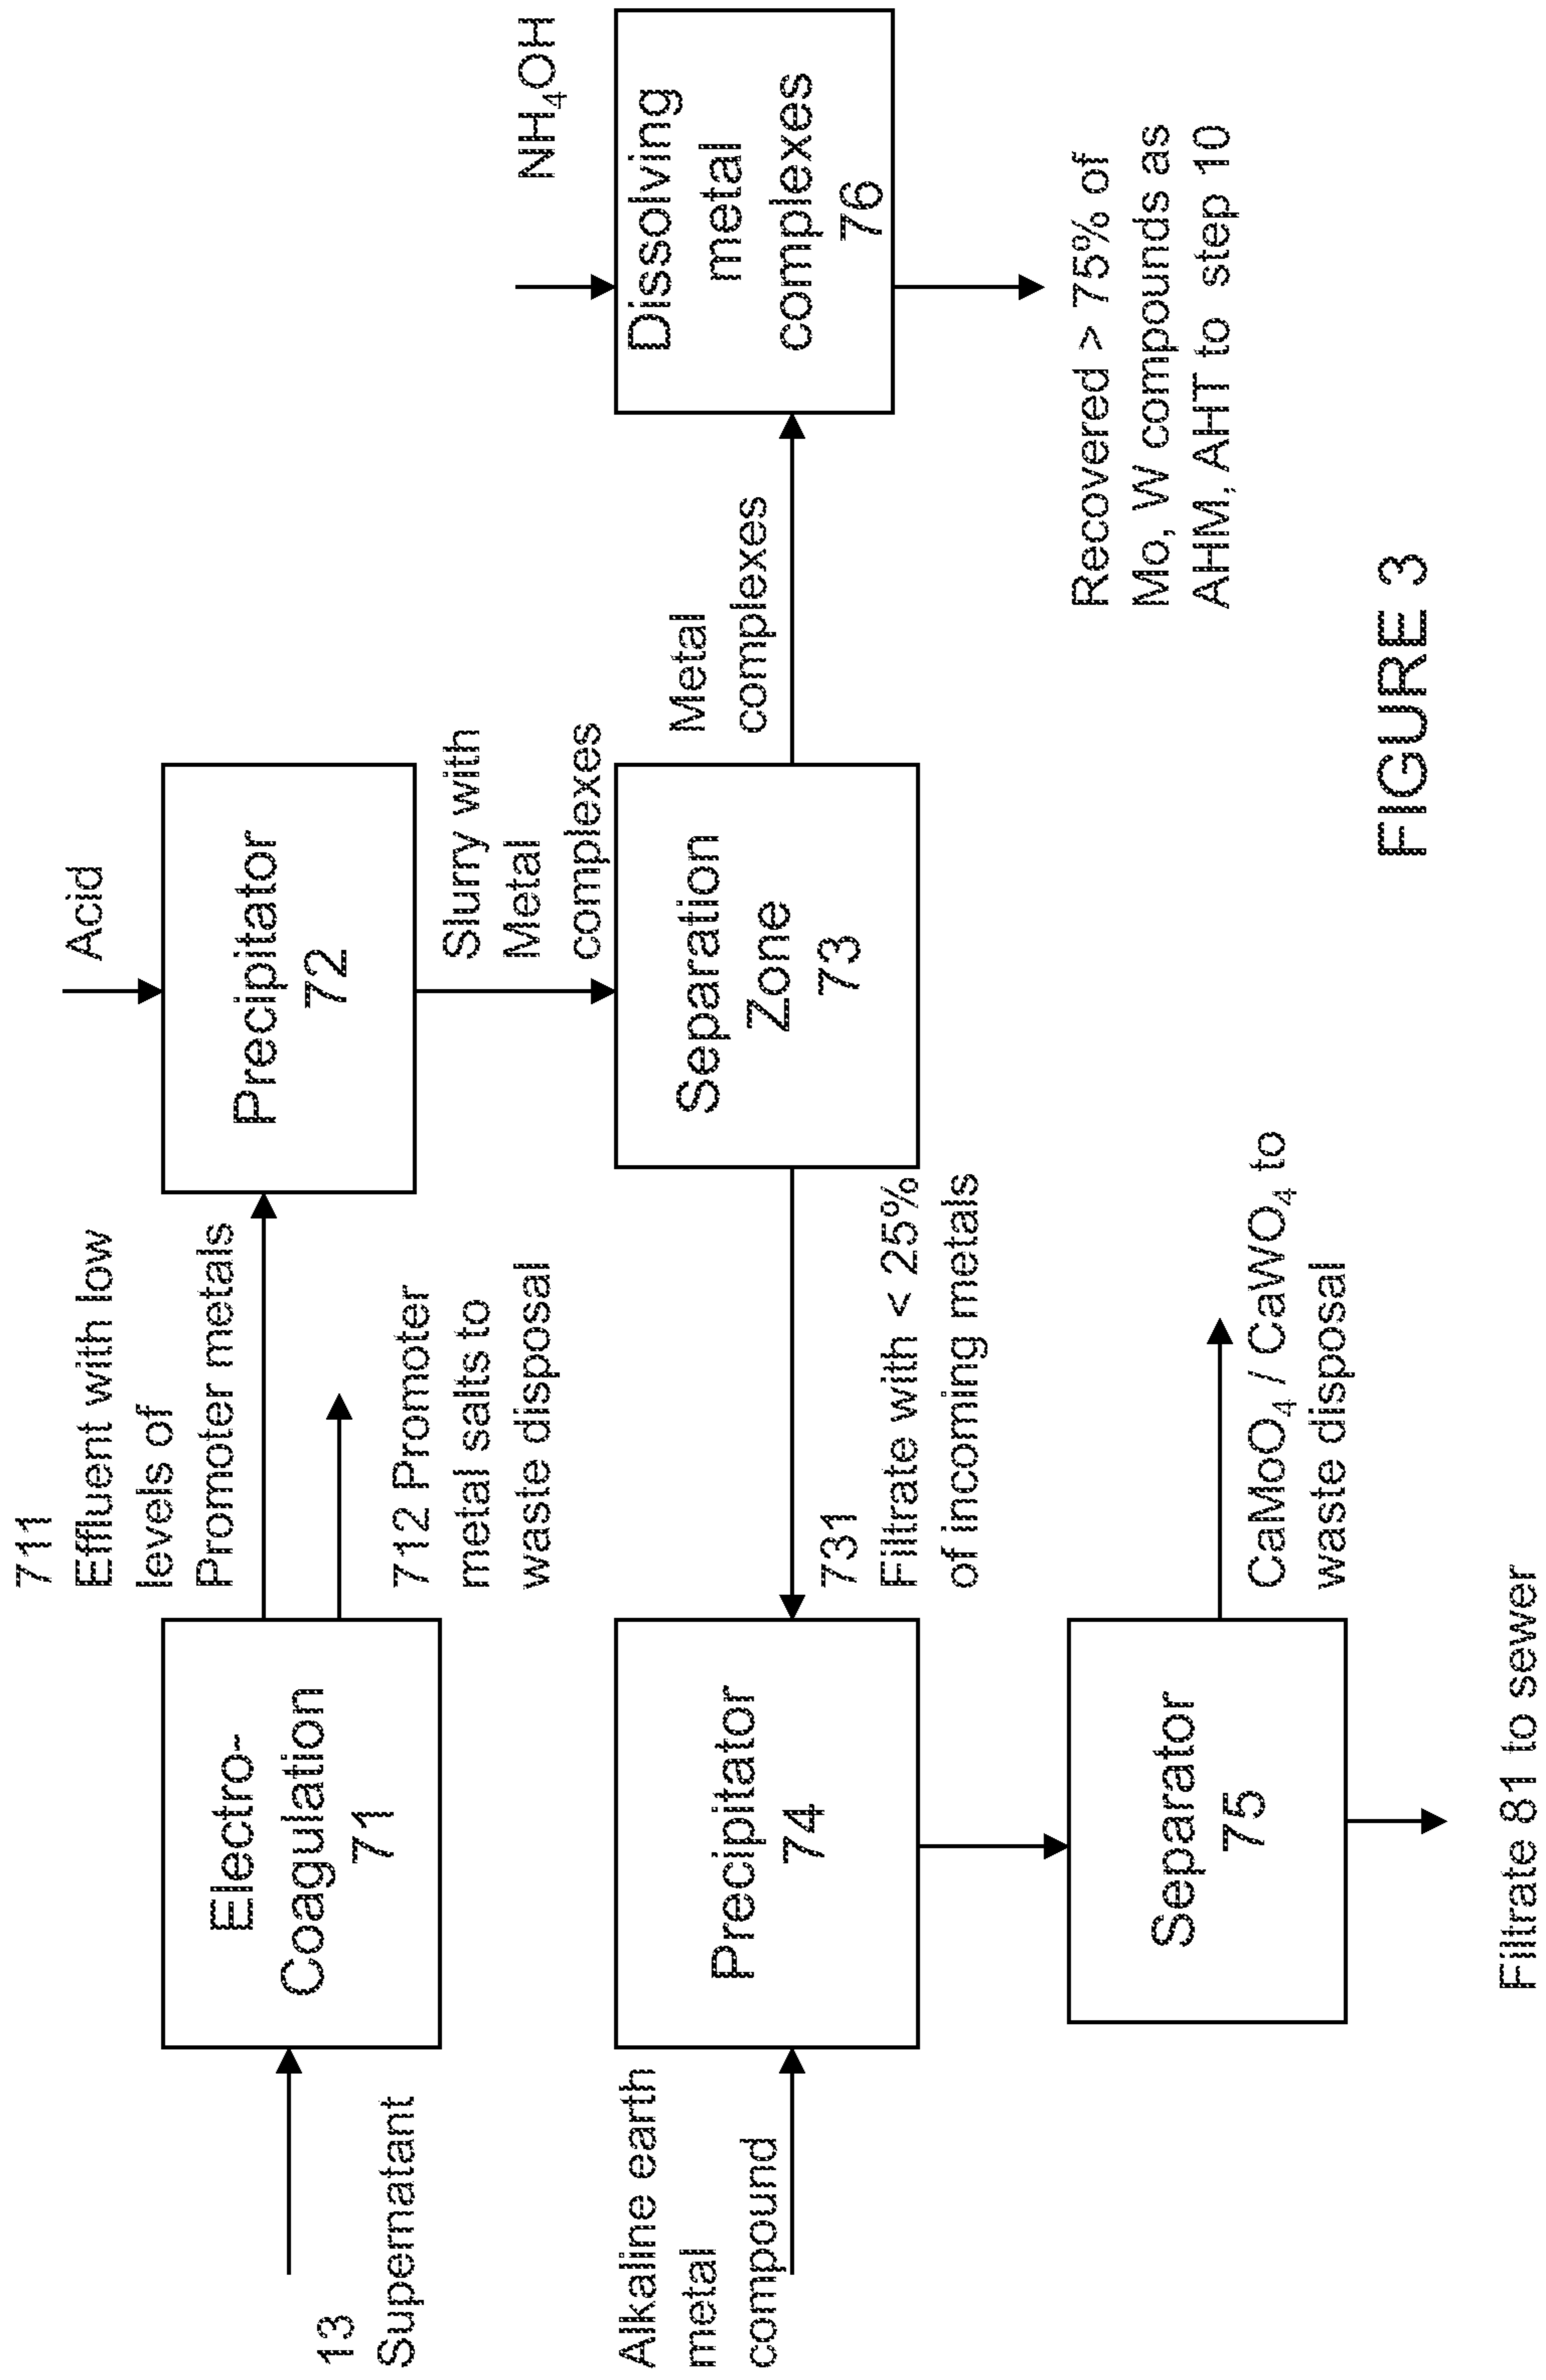 711
Effluent with low
levels of
Promoter metals
Acid
13
Supernatant
Electro-
Coagulation
71
712 Promoter
metal salts to
waste disposal
Precipitator
72
Slurry with
Metal
complexes
NH4OH
Alkaline earth
metal
compound
Precipitator
74
731
Filtrate with < 25%
of incoming metals
Separation
Zone
73
Metal
complexes
Dissolving
metal
complexes
76
Recovered > 75% of
Mo, W compounds as
AHM, AHT to step 10
Separator
75
CaMoO4 / CaWO4 to
waste disposal
Filtrate 81 to sewer
FIGURE 3